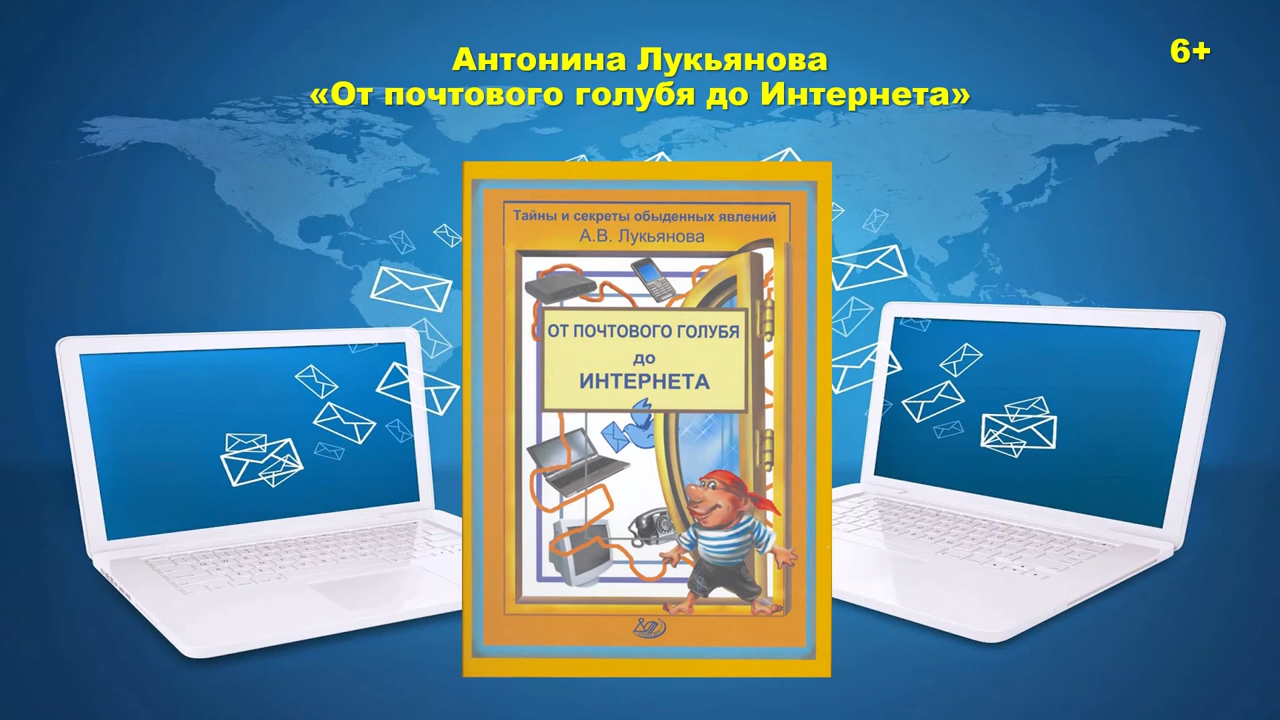 Антонина Лукьянова
«От почтового голубя до Интернета»
6+
Тайны и секреты обыденных явлений
А.В. Лукьянова
ОТ ПОЧТОВОГО ГОЛУБЯ
до
ИНТЕРНЕТА